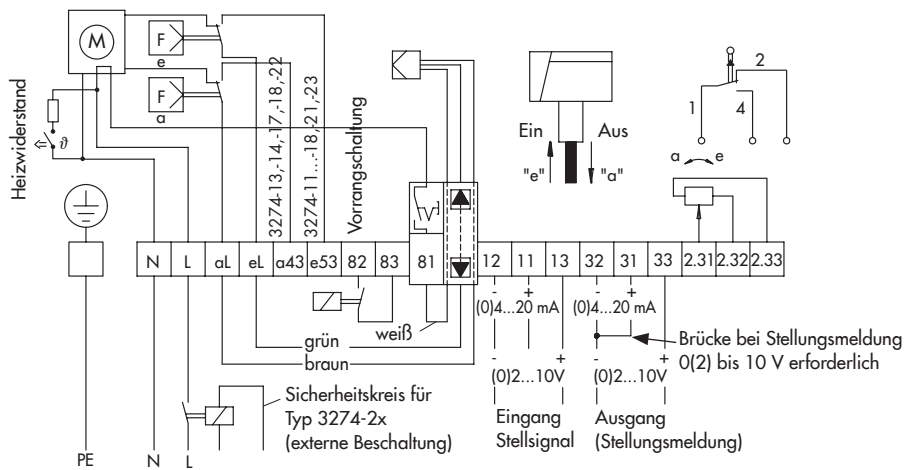 M
F
e
F
a
Heizwiderstand
ϑ
3274-13,-14,-17,-18,-22
3274-11...-18,21,-23
Vorrangschaltung
Ein
Aus
"e"
"a"
1
2
4
a
e
N
L
aL
eL
a43
e53
82
83
81
12
11
13
32
31
33
2.31
2.32
2.33
- +
(0)4...20 mA
- +
(0)4...20 mA
weiß
grün
braun
- +
(0)2...10V
- +
(0)2...10V
Brücke bei Stellungsmeldung
0(2) bis 10 V erforderlich
Sicherheitskreis für
Typ 3274-2x
(externe Beschaltung)
Eingang
Stellsignal
Ausgang
(Stellungsmeldung)
PE
N
L